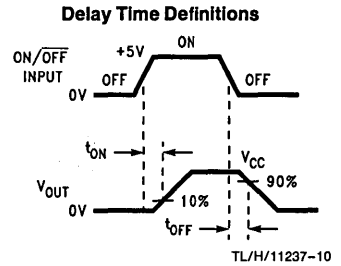 Delay Time Definitions
+5V
ON
ON/OFF
INPUT
OFF
OFF
0V
tON
VCC
90%
VOUT
10%
0V
tOFF
TL/H/11237-10